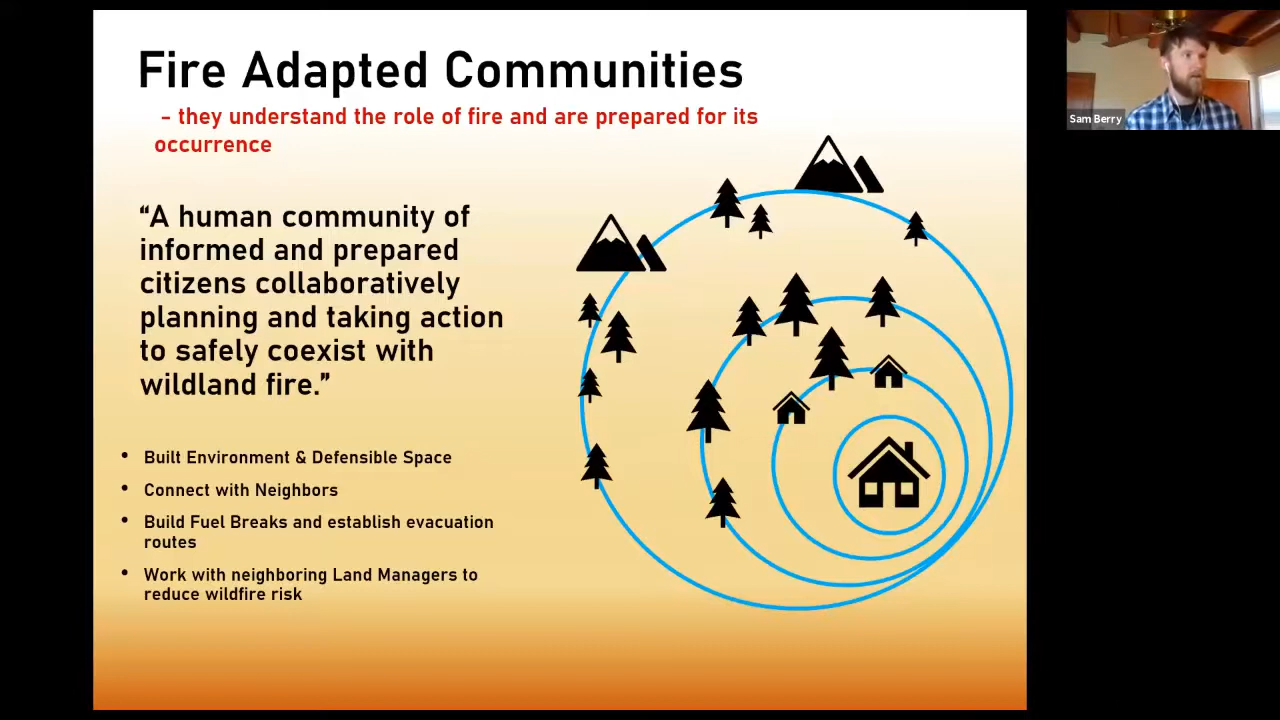 Fire Adapted Communities
- they understand the role of fire and are prepared for its
occurrence
“A human community of
informed and prepared
citizens collaboratively
planning and taking action
to safely coexist with
wildland fire.”
• Built Environment & Defensible Space
• Connect with Neighbors
• Build Fuel Breaks and establish evacuation
routes
• Work with neighboring Land Managers to
reduce wildfire risk
Sam Berry